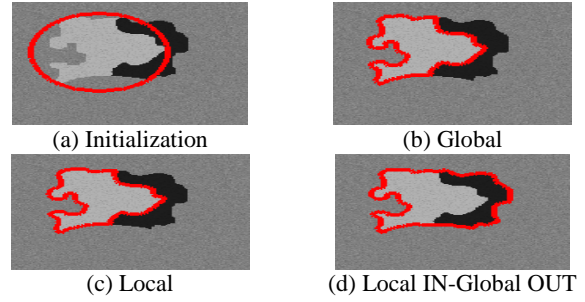 (a) Initialization
(b) Global
(c) Local
(d) Local IN-Global OUT